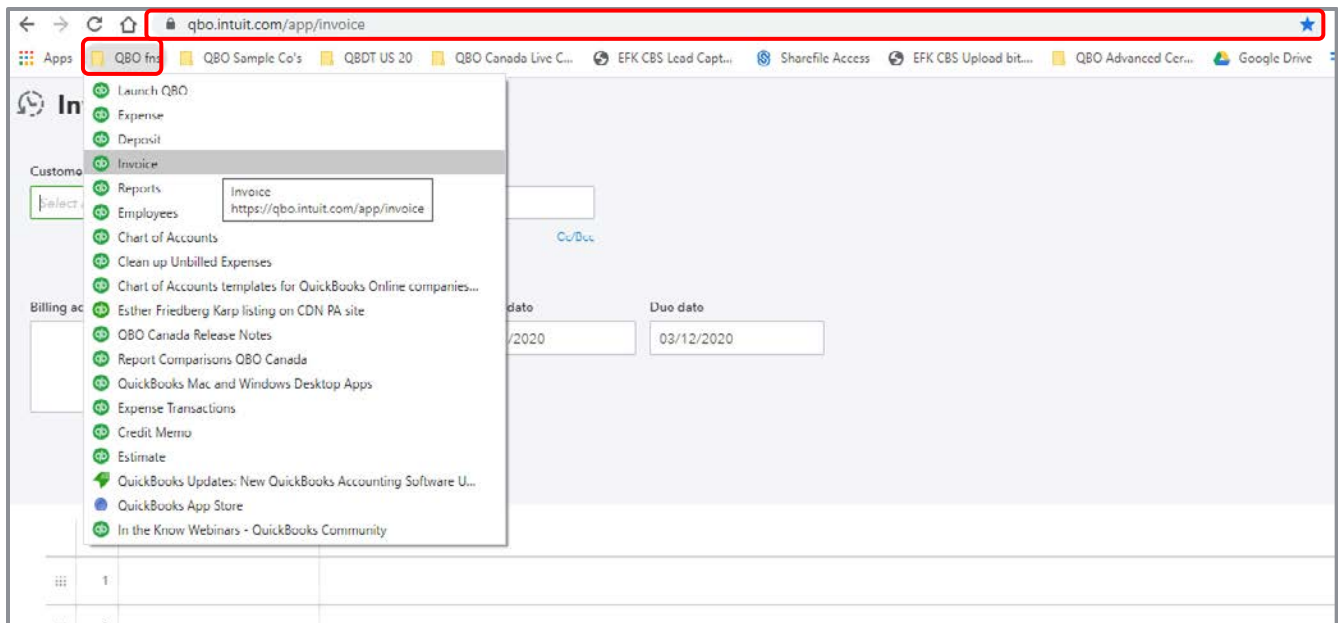 qbo.intuit.com/app/invoice
Apps QBO fns QBO Sample Co's QBDT US 20 QBO Canada Live C... EFK CBS Lead Capt... Sharefile Access EFK CBS Upload bit.... QBO Advanced Cer... Google Drive
In
Launch QBO
Expense
Deposit
Invoice
Custome
Reports
Select
Invoice
https://qbo.intuit.com/app/invoice
Employees
Chart of Accounts
Cc/Bcc
Clean up Unbilled Expenses
Chart of Accounts templates for QuickBooks Online companies...
Billing ad
Esther Friedberg Karp listing on CDN PA site
date
Due date
QBO Canada Release Notes
/2020
03/12/2020
Report Comparisons QBO Canada
QuickBooks Mac and Windows Desktop Apps
Expense Transactions
Credit Memo
Estimate
QuickBooks Updates: New QuickBooks Accounting Software U...
QuickBooks App Store
In the Know Webinars - QuickBooks Community
1